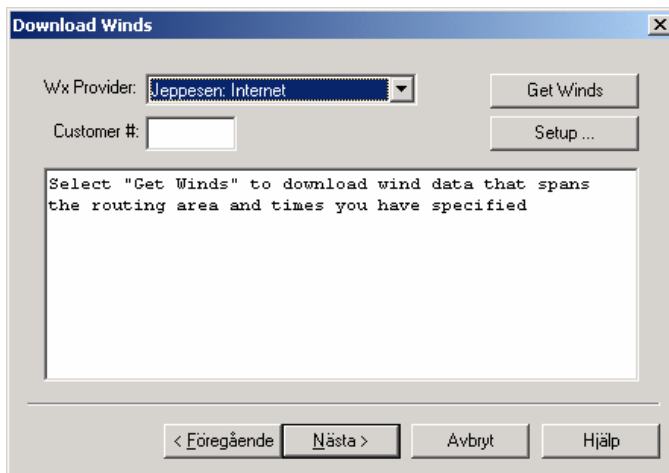 Download Winds
Wx Provider: Jeppesen: Internet Get Winds
Customer #: Setup ...
Select "Get Winds" to download wind data that spans
the routing area and times you have specified
< Föregående Nästa > Avbryt Hjälp